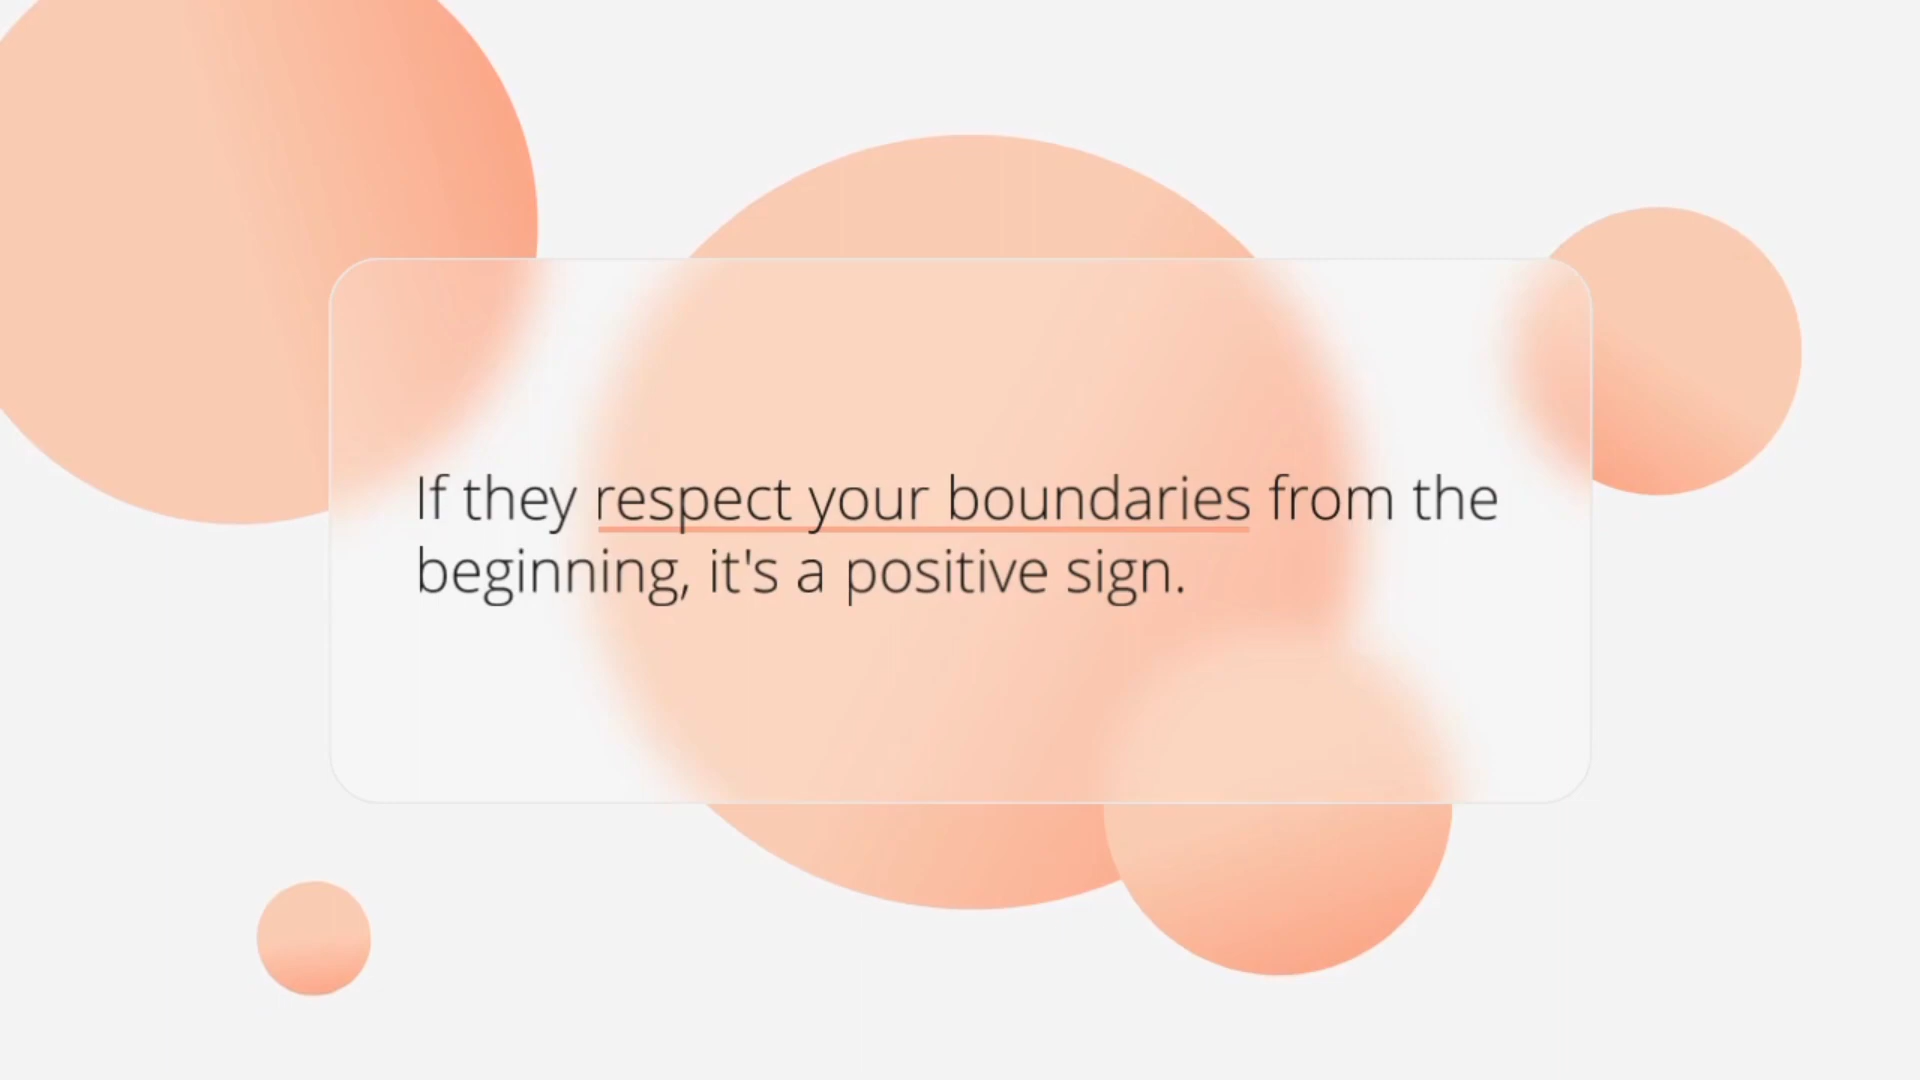 If they respect your boundaries from the
beginning, it's a positive sign.